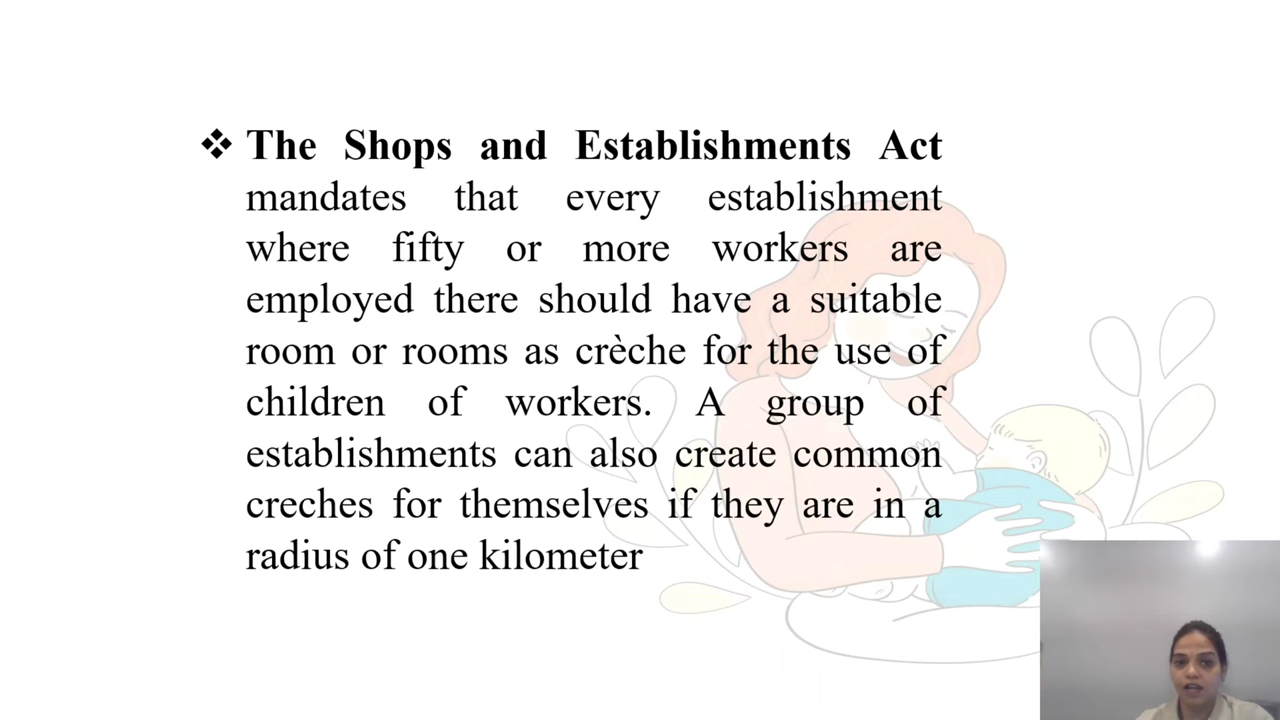 ❖ The Shops and Establishments Act
mandates that every establishment
where fifty or more workers are
employed there should have a suitable
room or rooms as crèche for the use of
children of workers. A group of
establishments can also create common
creches for themselves if they are in a
radius of one kilometer